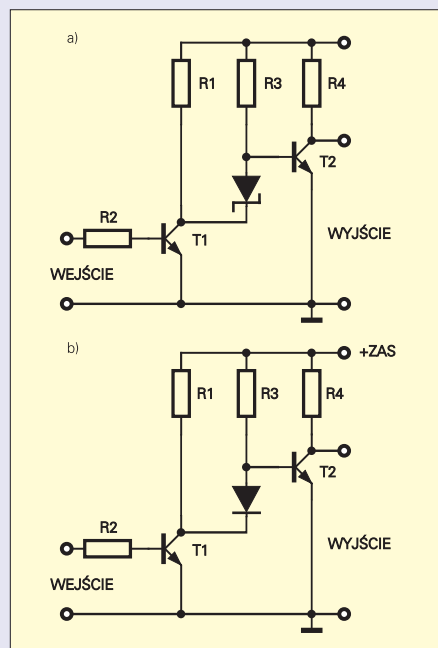 a)
R1
R3
R4
T2
R2
T1
WYJŚCIE
WEJŚCIE
b)
+ZAS
R1
R3
R4
T2
R2
T1
WYJŚCIE
WEJŚCIE